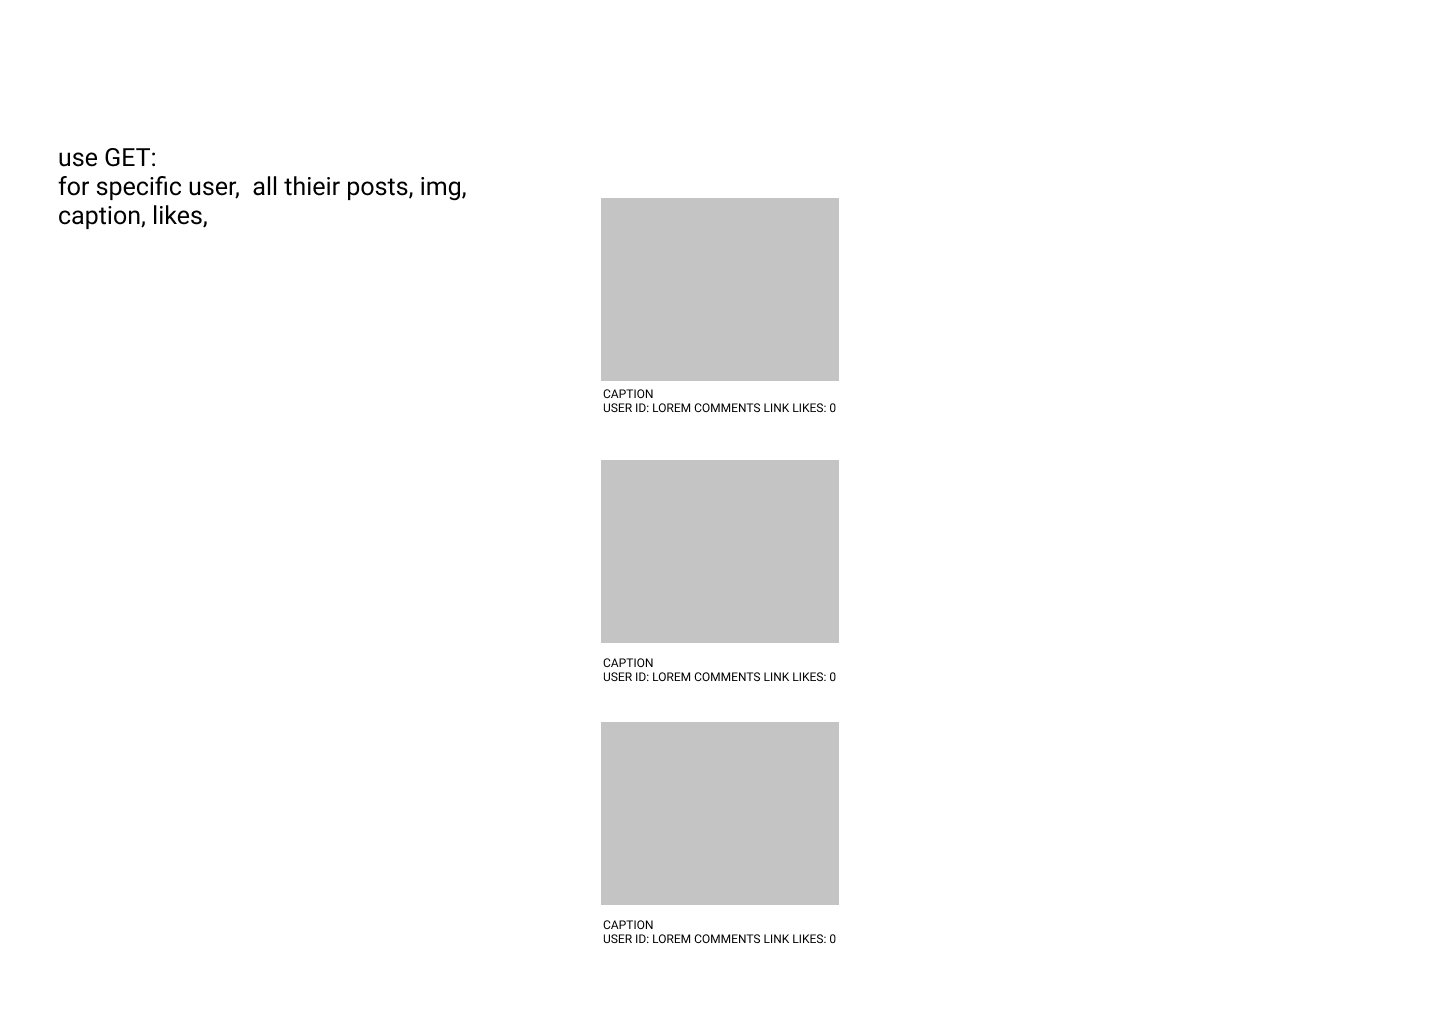 use GET:
for specific user,  all thieir posts, img,
caption, likes,
CAPTION
USER ID: LOREM COMMENTS LINK LIKES: 0
CAPTION
USER ID: LOREM COMMENTS LINK LIKES: 0
CAPTION
USER ID: LOREM COMMENTS LINK LIKES: 0